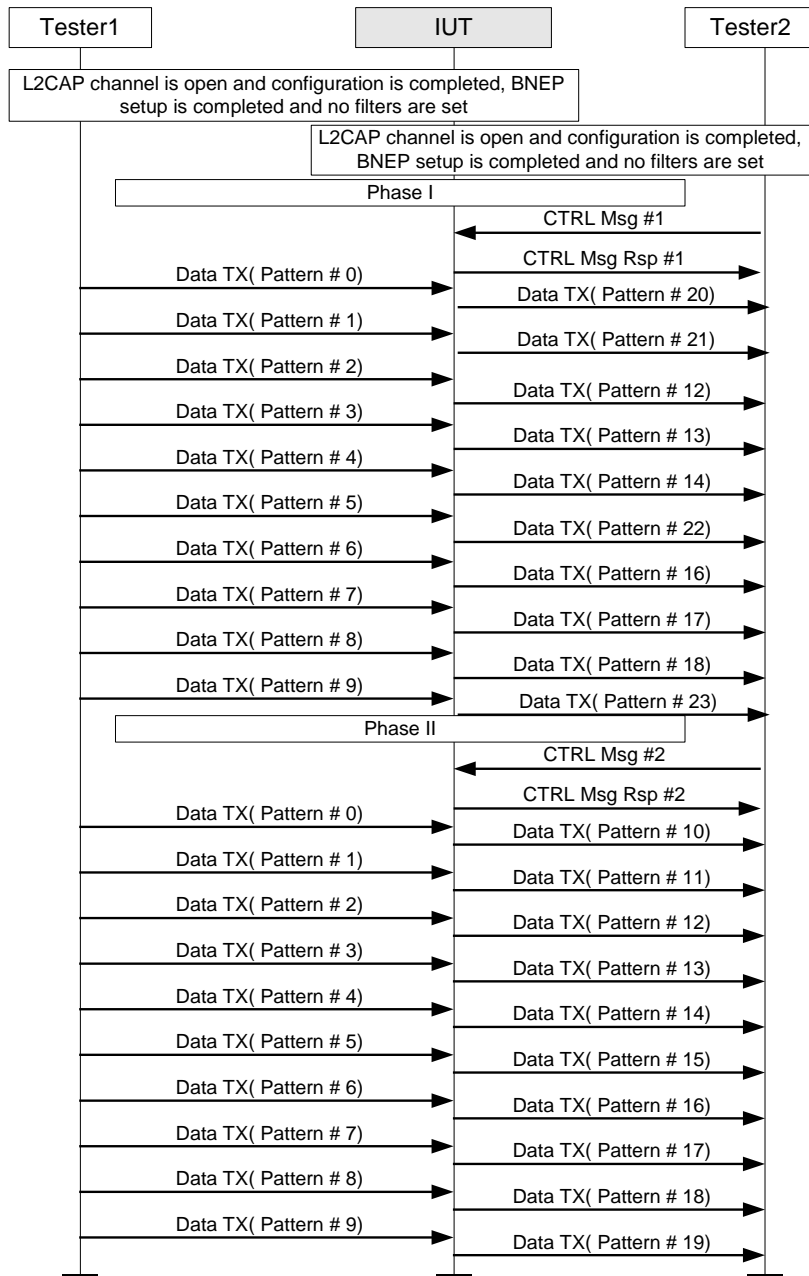 Tester1
IUT
Tester2
L2CAP channel is open and configuration is completed, BNEP
setup is completed and no filters are set
L2CAP channel is open and configuration is completed,
BNEP setup is completed and no filters are set
Phase I
CTRL Msg #1
CTRL Msg Rsp #1
Data TX( Pattern # 0)
Data TX( Pattern # 20)
Data TX( Pattern # 1)
Data TX( Pattern # 21)
Data TX( Pattern # 2)
Data TX( Pattern # 12)
Data TX( Pattern # 3)
Data TX( Pattern # 13)
Data TX( Pattern # 4)
Data TX( Pattern # 14)
Data TX( Pattern # 5)
Data TX( Pattern # 22)
Data TX( Pattern # 6)
Data TX( Pattern # 16)
Data TX( Pattern # 7)
Data TX( Pattern # 17)
Data TX( Pattern # 8)
Data TX( Pattern # 18)
Data TX( Pattern # 9)
Data TX( Pattern # 23)
Phase II
CTRL Msg #2
CTRL Msg Rsp #2
Data TX( Pattern # 0)
Data TX( Pattern # 10)
Data TX( Pattern # 1)
Data TX( Pattern # 11)
Data TX( Pattern # 2)
Data TX( Pattern # 12)
Data TX( Pattern # 3)
Data TX( Pattern # 13)
Data TX( Pattern # 4)
Data TX( Pattern # 14)
Data TX( Pattern # 5)
Data TX( Pattern # 15)
Data TX( Pattern # 6)
Data TX( Pattern # 16)
Data TX( Pattern # 7)
Data TX( Pattern # 17)
Data TX( Pattern # 8)
Data TX( Pattern # 18)
Data TX( Pattern # 9)
Data TX( Pattern # 19)